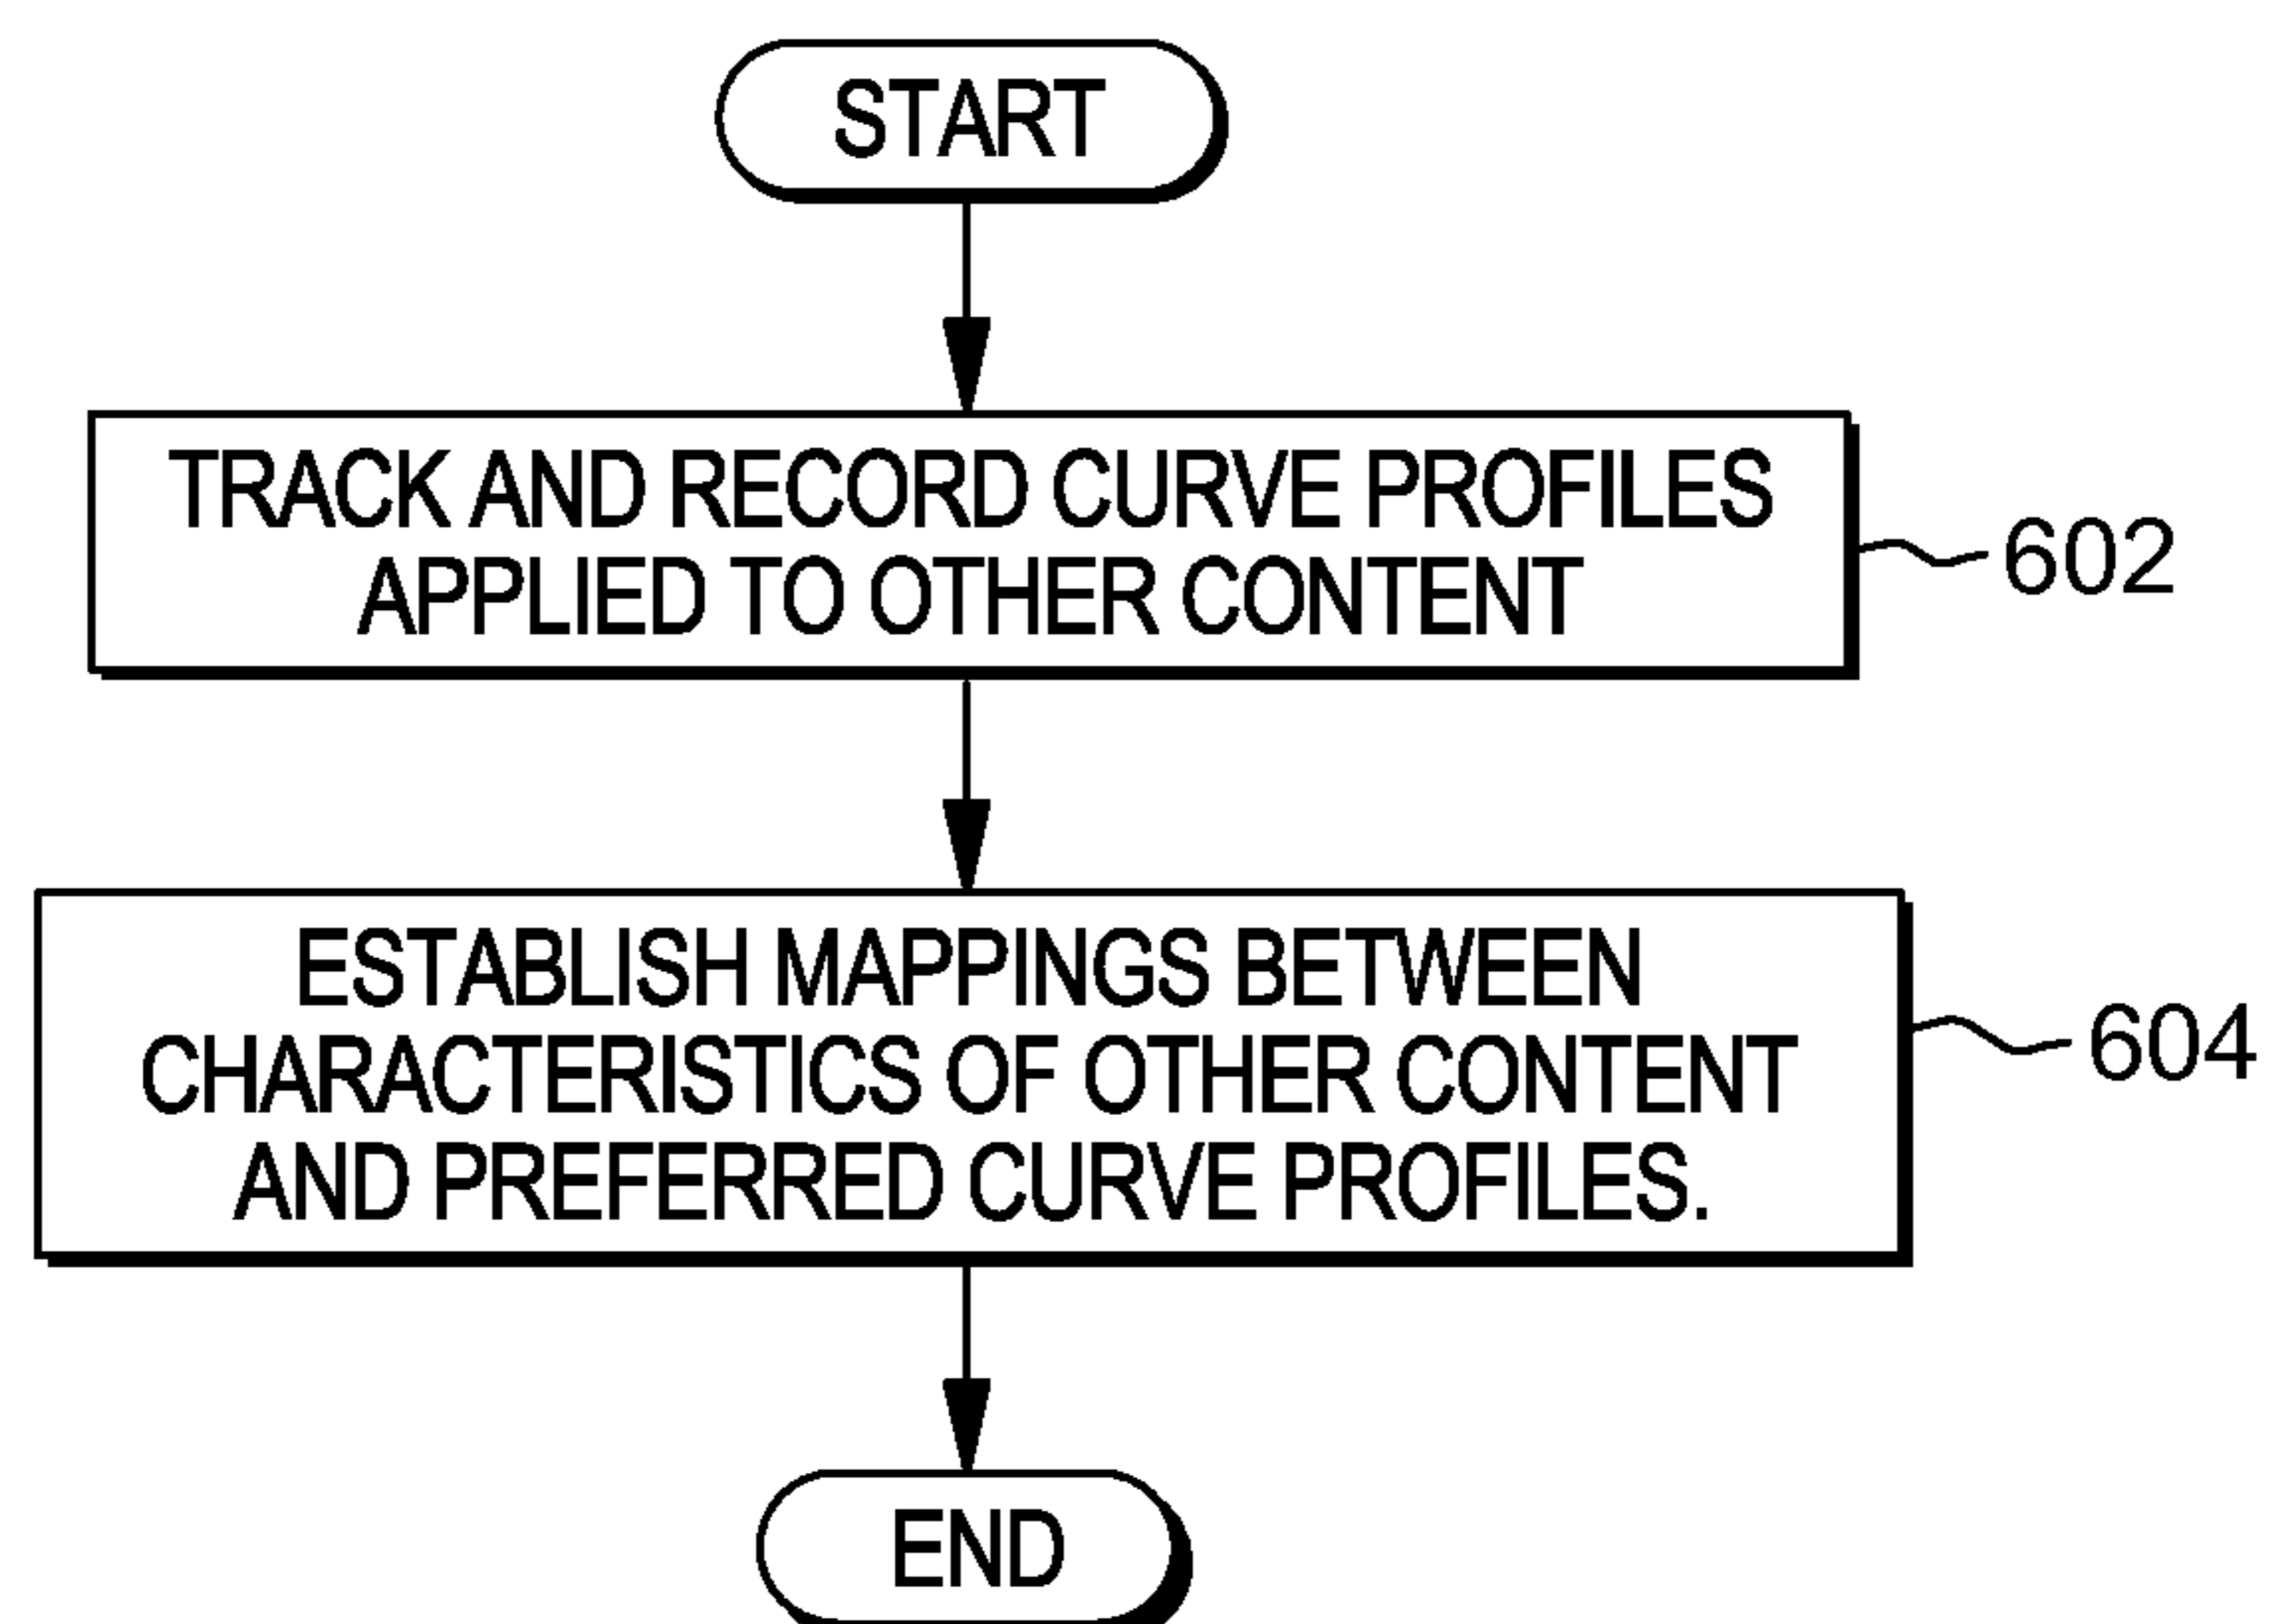 START
TRACK AND RECORD CURVE PROFILES
APPLIED TO OTHER CONTENT
602
ESTABLISH MAPPINGS BETWEEN
CHARACTERISTICS OF OTHER CONTENT
AND PREFERRED CURVE PROFILES.
604
END